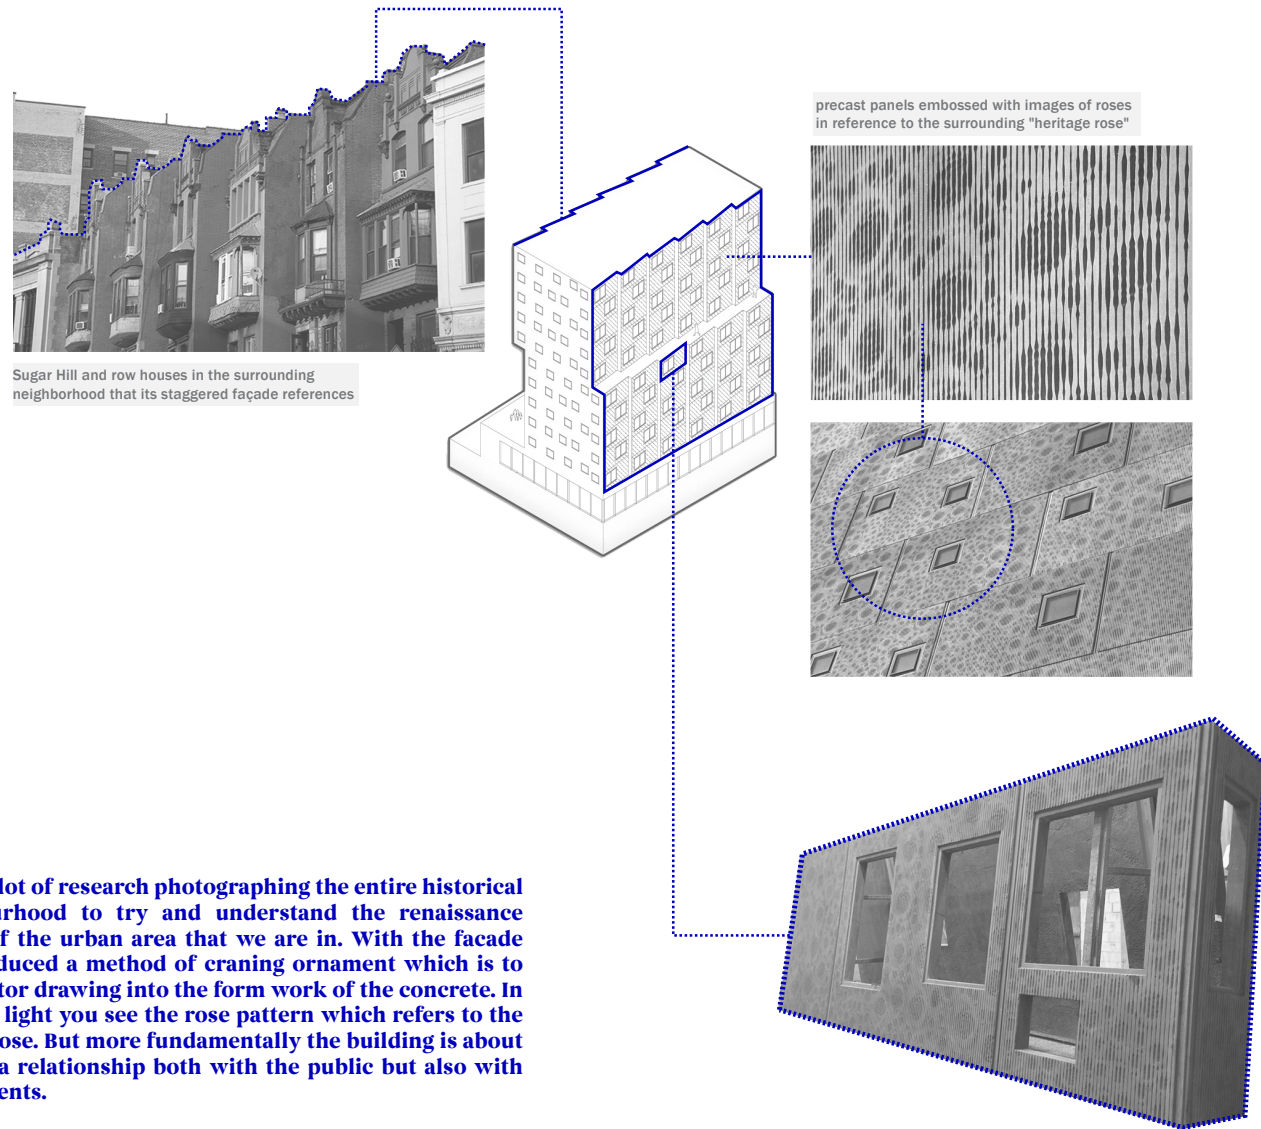 precast panels embossed with images of roses
in reference to the surrounding "heritage rose"
Sugar Hill and row houses in the surrounding
neighborhood that its staggered façade references
lot of research photographing the entire historical
urhood to try and understand the renaissance
f the urban area that we are in. With the facade
duced a method of craning ornament which is to
tor drawing into the form work of the concrete. In
light you see the rose pattern which refers to the
ose. But more fundamentally the building is about
a relationship both with the public but also with
ents.